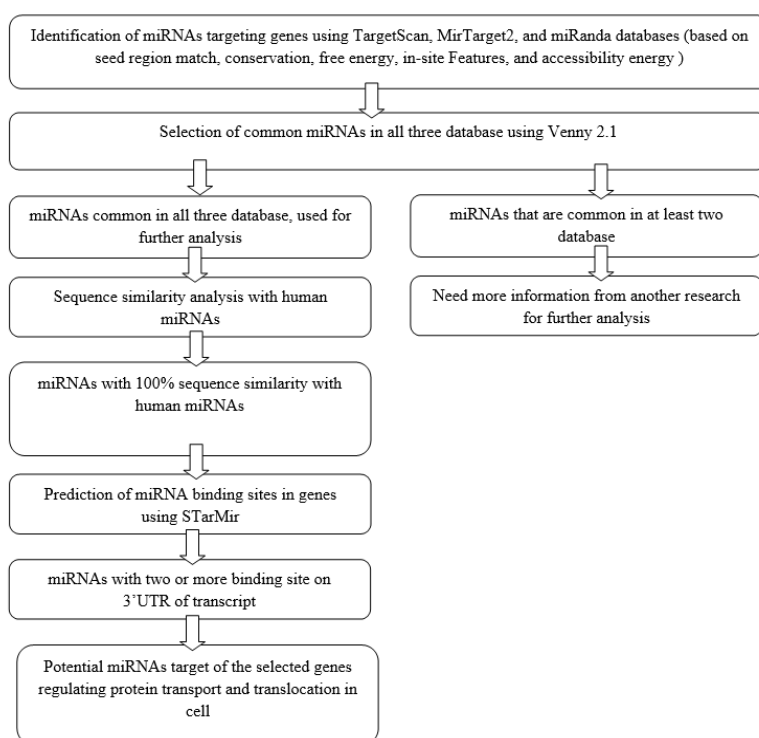 Identification of miRNAs targeting genes using TargetScan, MirTarget2, and miRanda databases (based on
seed region match, conservation, free energy, in-site Features, and accessibility energy )
Selection of common miRNAs in all three database using Venny 2.1
miRNAs common in all three database, used for
further analysis
miRNAs that are common in at least two
database
Sequence similarity analysis with human
miRNAs
Need more information from another research
for further analysis
miRNAs with 100% sequence similarity with
human miRNAs
Prediction of miRNA binding sites in genes
using STarMir
miRNAs with two or more binding site on
3’UTR of transcript
Potential miRNAs target of the selected genes
regulating protein transport and translocation in
cell